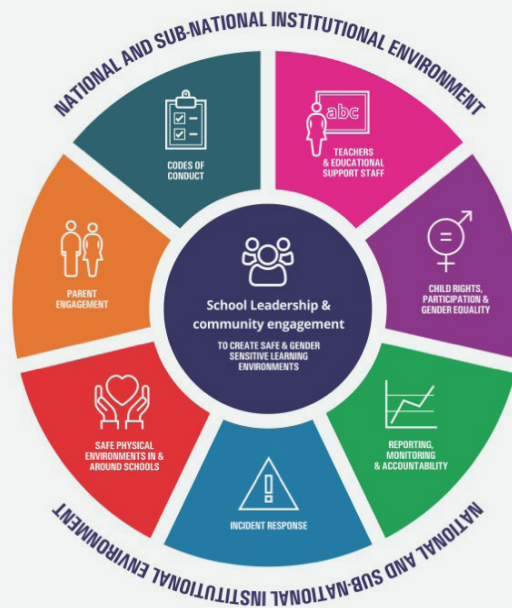 NATIONAL AND SUB-NATIONAL INSTITUTIONAL ENVIRONMENT
abc
CODES OF
CONDUCT
TEACHERS
& EDUCATIONAL
SUPPORT STAFF
PARENT
ENGAGEMENT
School Leadership &
community engagement
TO CREATE SAFE & GENDER
SENSITIVE LEARNING
ENVIRONMENTS
CHILD RIGHTS,
PARTICIPATION &
GENDER EQUALITY
SAFE PHYSICAL
ENVIRONMENTS IN &
AROUND SCHOOLS
REPORTING,
MONITORING
& ACCOUNTABILITY
INCIDENT RESPONSE
NATIONAL AND SUB-NATIONAL INSTITUTIONAL ENVIRONMENT